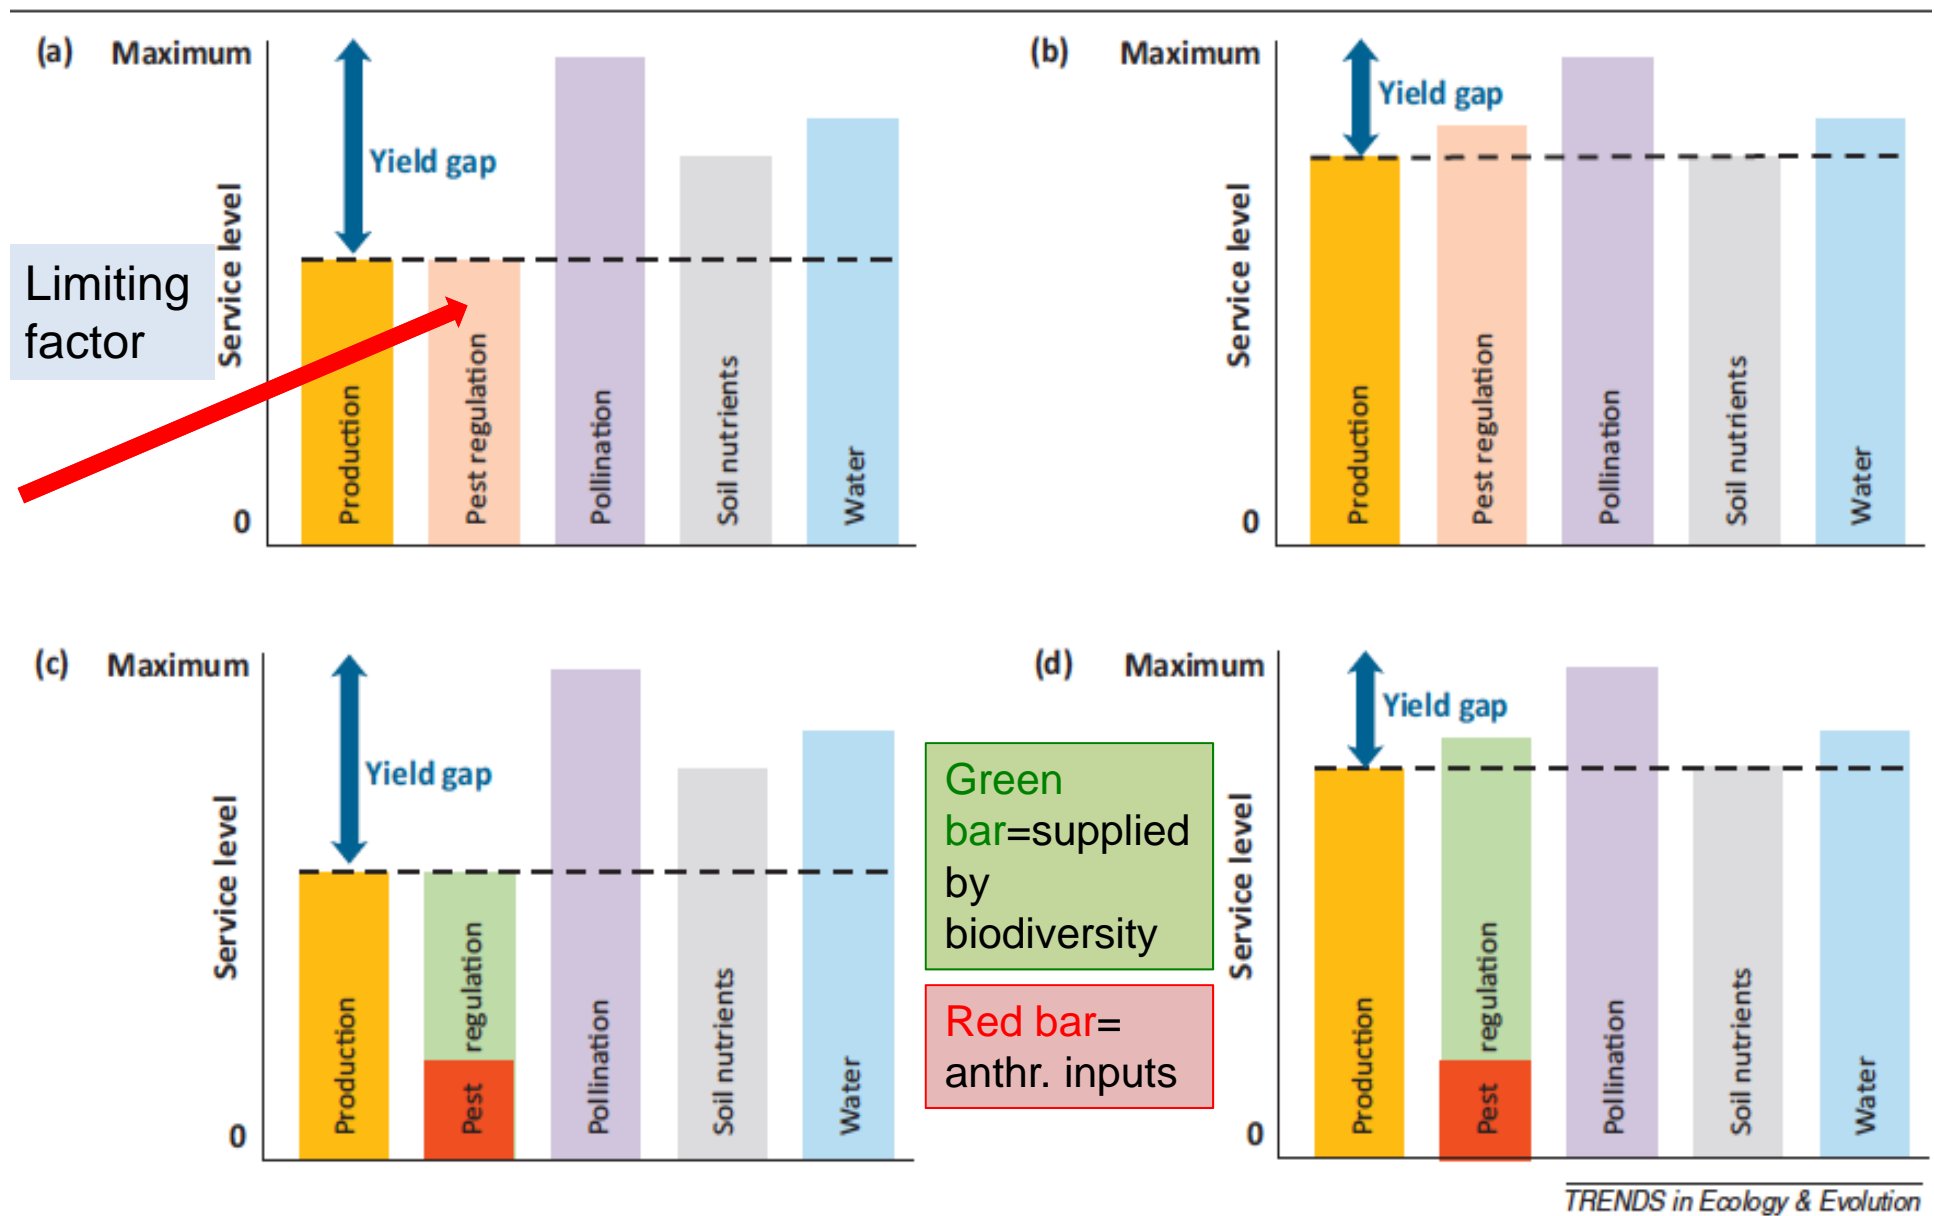 (a)
Maximum
Yield gap
Service level
0
Production
Pest regulation
Pollination
Soil nutrients
Water
Limiting
factor
(b)
Maximum
Yield gap
Service level
0
Production
Pest regulation
Pollination
Soil nutrients
Water
(c)
Maximum
Yield gap
Service level
0
Production
Pest regulation
Pollination
Soil nutrients
Water
Green
bar=supplied
by
biodiversity
Red bar=
anthr. inputs
(d)
Maximum
Yield gap
Service level
0
Production
Pest regulation
Pollination
Soil nutrients
Water
TRENDS in Ecology & Evolution